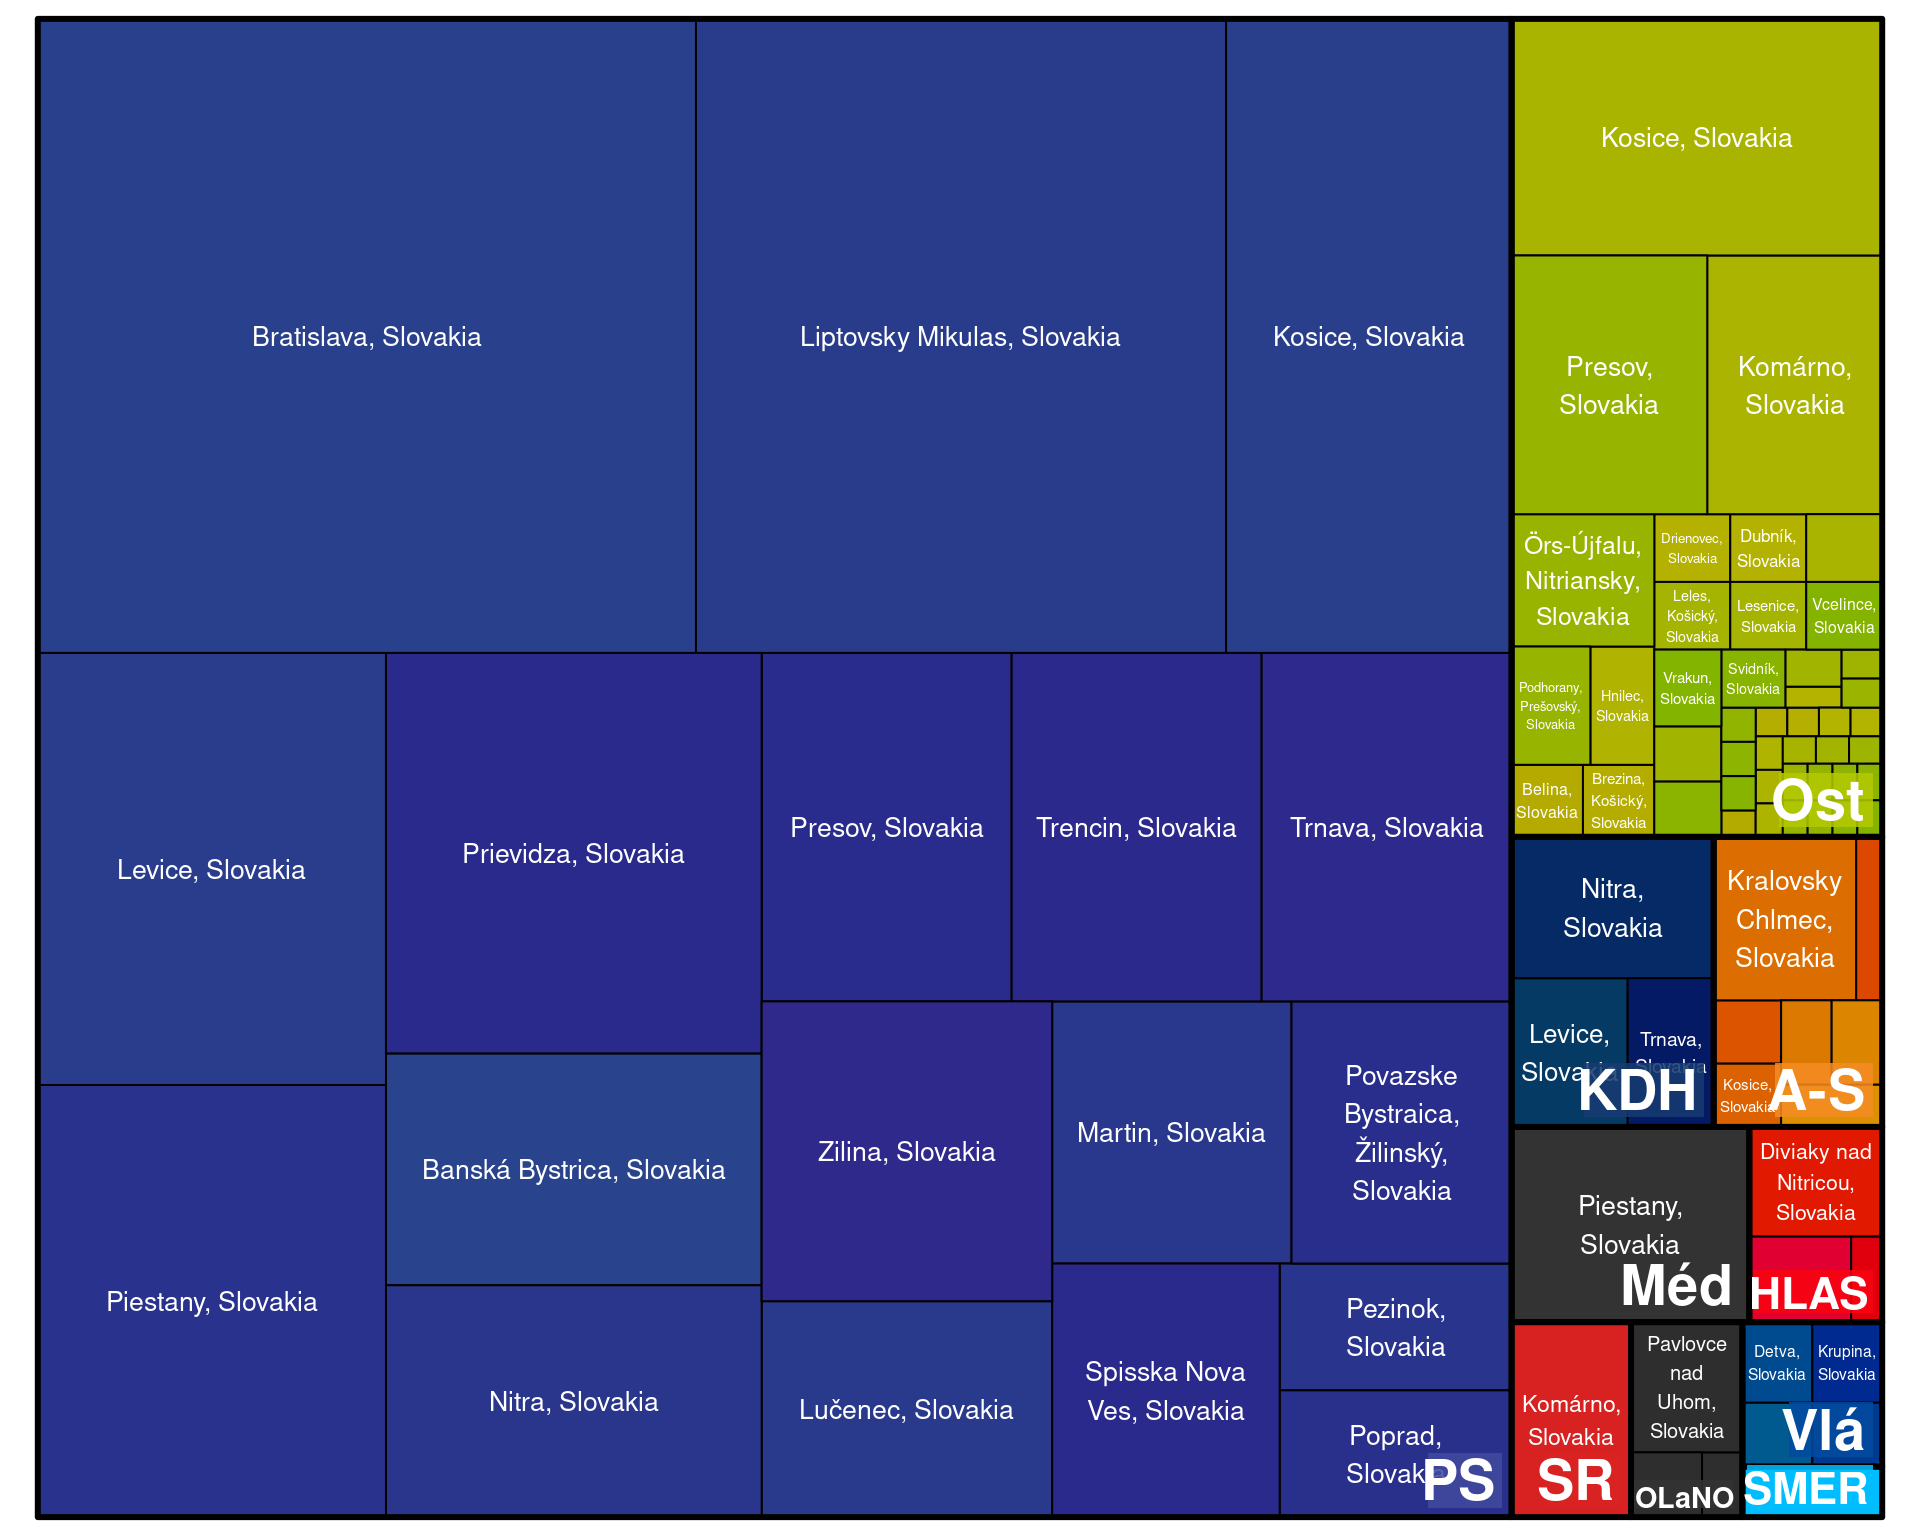 Bratislava, Slovakia
Liptovsky Mikulas, Slovakia
Kosice, Slovakia
Levice, Slovakia
Prievidza, Slovakia
Presov, Slovakia
Trencin, Slovakia
Trnava, Slovakia
Piestany, Slovakia
Banská Bystrica, Slovakia
Nitra, Slovakia
Zilina, Slovakia
Lučenec, Slovakia
Martin, Slovakia
Povazske
Bystraica,
Žilinský,
Slovakia
Spisska Nova
Ves, Slovakia
Pezinok,
Slovakia
Poprad,
Slovakia
PS
Kosice, Slovakia
Presov,
Slovakia
Komárno,
Slovakia
Örs-Újfalu,
Nitriansky,
Slovakia
Drienovec,
Slovakia
Dubník,
Slovakia
Leles,
Košický,
Slovakia
Lesenice,
Slovakia
Vcelince,
Slovakia
Podhorany,
Prešovský,
Slovakia
Hnilec,
Slovakia
Vrakun,
Slovakia
Svidník,
Slovakia
Belina,
Slovakia
Brezina,
Košický,
Slovakia
Ost
Nitra,
Slovakia
Levice,
Slovakia
Trnava,
Slovakia
KDH
Kralovsky
Chlmec,
Slovakia
Kosice,
Slovakia
A-S
Piestany,
Slovakia
Méd
Diviaky nad
Nitricou,
Slovakia
HLAS
Komárno,
Slovakia
SR
Pavlovce
nad
Uhom,
Slovakia
OLaNO
Detva,
Slovakia
Krupina,
Slovakia
Vlá
SMER